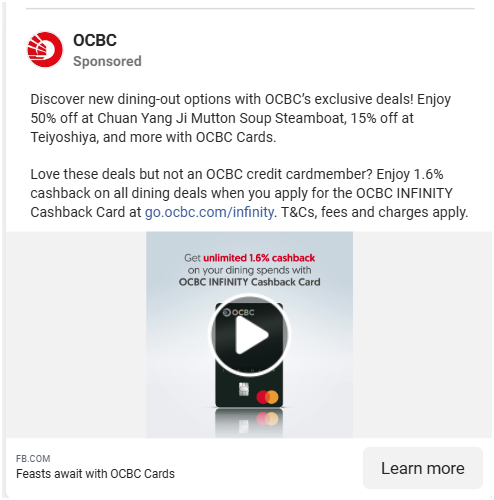 OCBC
Sponsored
Discover new dining-out options with OCBC’s exclusive deals! Enjoy
50% off at Chuan Yang Ji Mutton Soup Steamboat, 15% off at
Teiyoshiya, and more with OCBC Cards.
Love these deals but not an OCBC credit cardmember? Enjoy 1.6%
cashback on all dining deals when you apply for the OCBC INFINITY
Cashback Card at go.ocbc.com/infinity. T&Cs, fees and charges apply.
Get unlimited 1.6% cashback
on your dining spends with
OCBC INFINITY Cashback Card
OCBC
FB.COM
Feasts await with OCBC Cards
Learn more